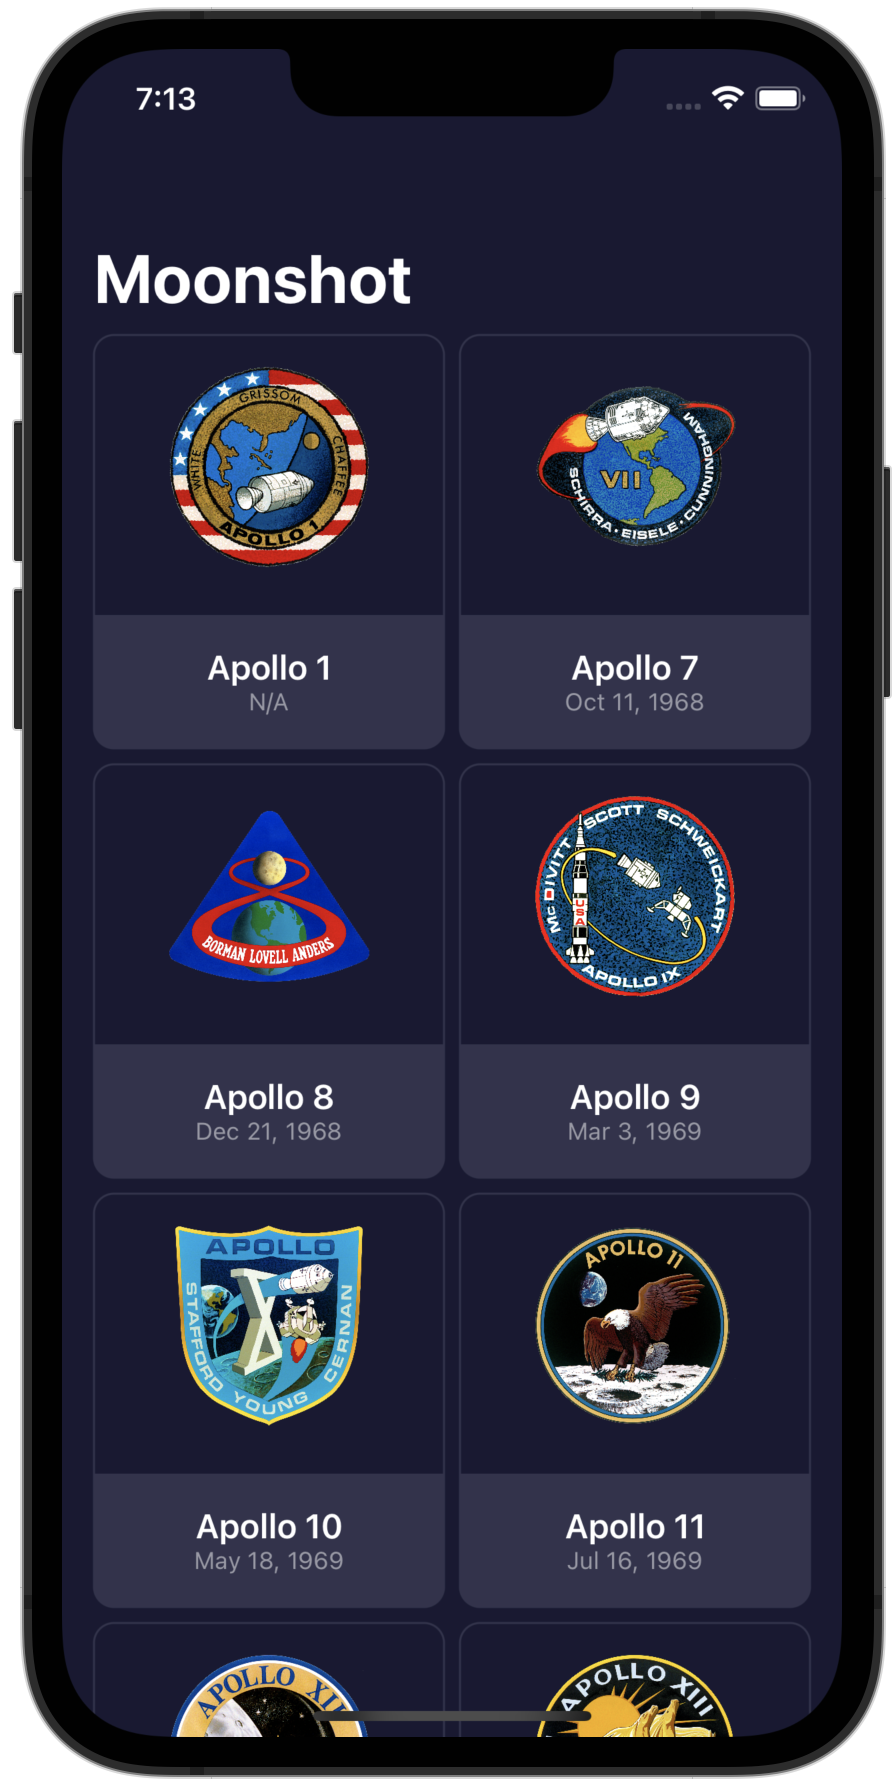 7:13
Moonshot
GRISSOM
WHITE
CHAFFEE
APOLLO 1
Apollo 1
N/A
VII
SCHIRRA • EISELE • CUNNINGHAM
Apollo 7
Oct 11, 1968
BORMAN LOVELL ANDERS
Apollo 8
Dec 21, 1968
McDIVITT SCOTT SCHWEICKART
USA
APOLLO IX
Apollo 9
Mar 3, 1969
APOLLO
X
STAFFORD YOUNG CERNAN
Apollo 10
May 18, 1969
APOLLO 11
Apollo 11
Jul 16, 1969
APOLLO XII
APOLLO XIII